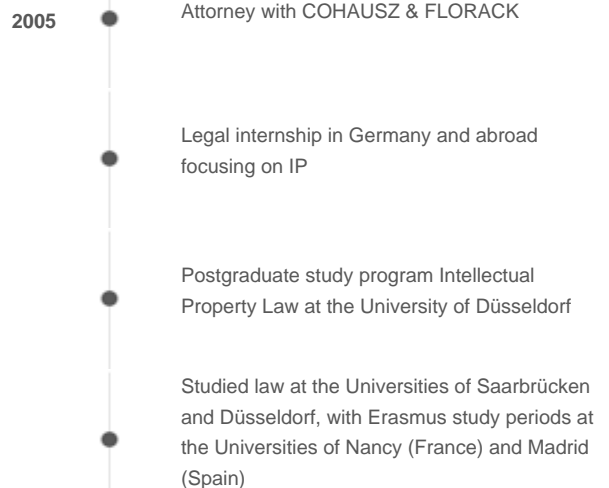 2005
Attorney with COHAUSZ & FLORACK
Legal internship in Germany and abroad
focusing on IP
Postgraduate study program Intellectual
Property Law at the University of Düsseldorf
Studied law at the Universities of Saarbrücken
and Düsseldorf, with Erasmus study periods at
the Universities of Nancy (France) and Madrid
(Spain)